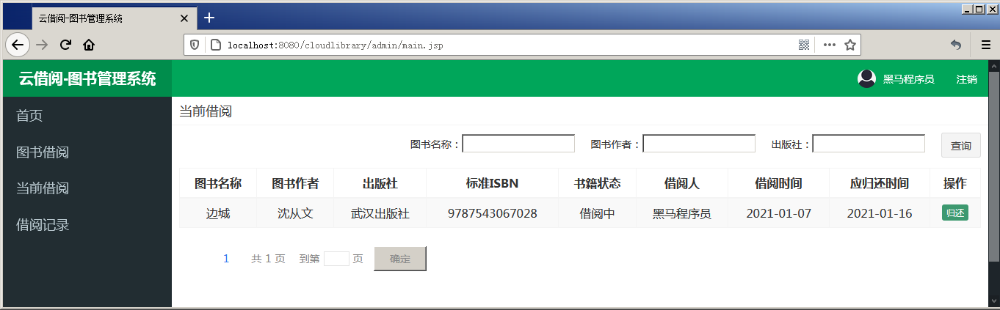 云借阅-图书管理系统
localhost:8080/cloudlibrary/admin/main.jsp
云借阅-图书管理系统 黑马程序员 注销
首页
图书借阅
当前借阅
借阅记录
当前借阅
图书名称： 图书作者： 出版社： 查询
图书名称 图书作者 出版社 标准ISBN 书籍状态 借阅人 借阅时间 应归还时间 操作
边城 沈从文 武汉出版社 9787543067028 借阅中 黑马程序员 2021-01-07 2021-01-16 归还
1 共 1 页 到第 页 确定